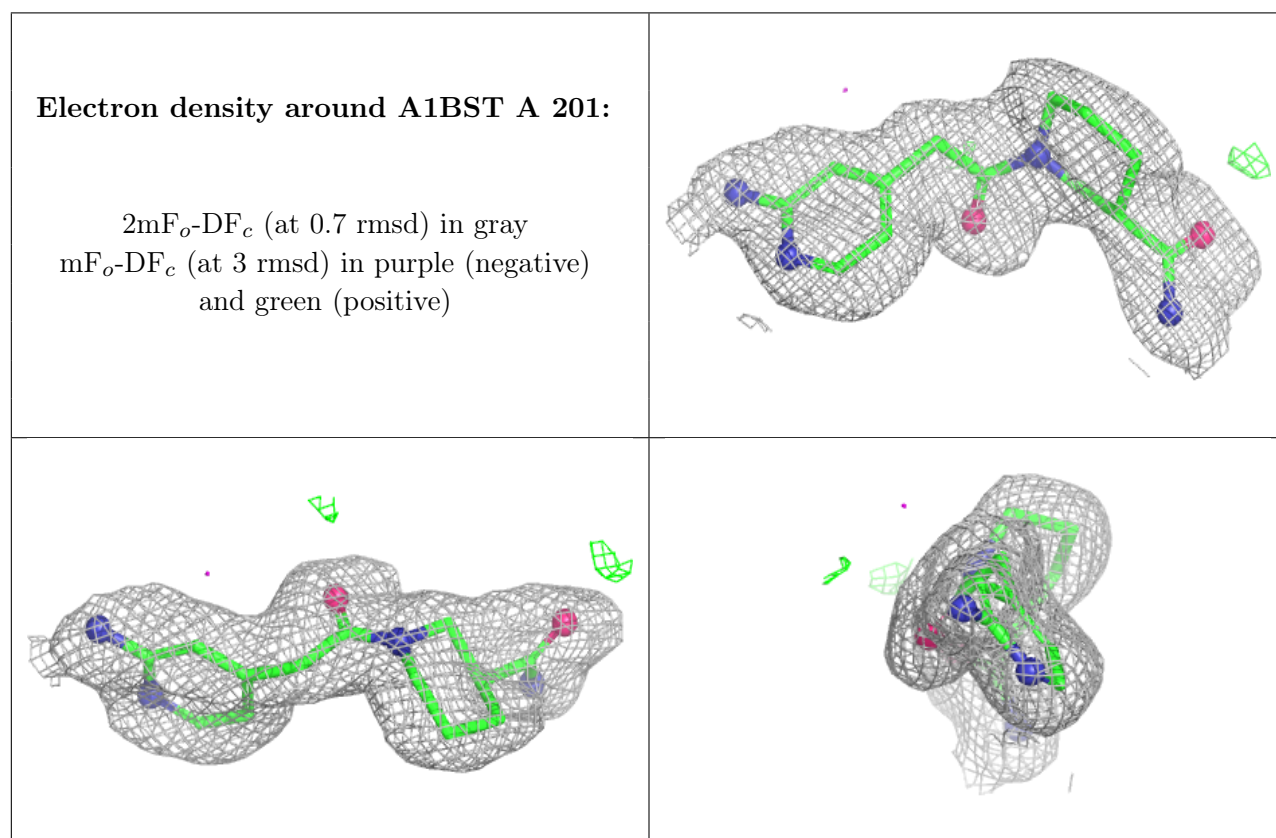 Electron density around A1BST A 201:
2mFo-DFc (at 0.7 rmsd) in gray
mFo-DFc (at 3 rmsd) in purple (negative)
and green (positive)